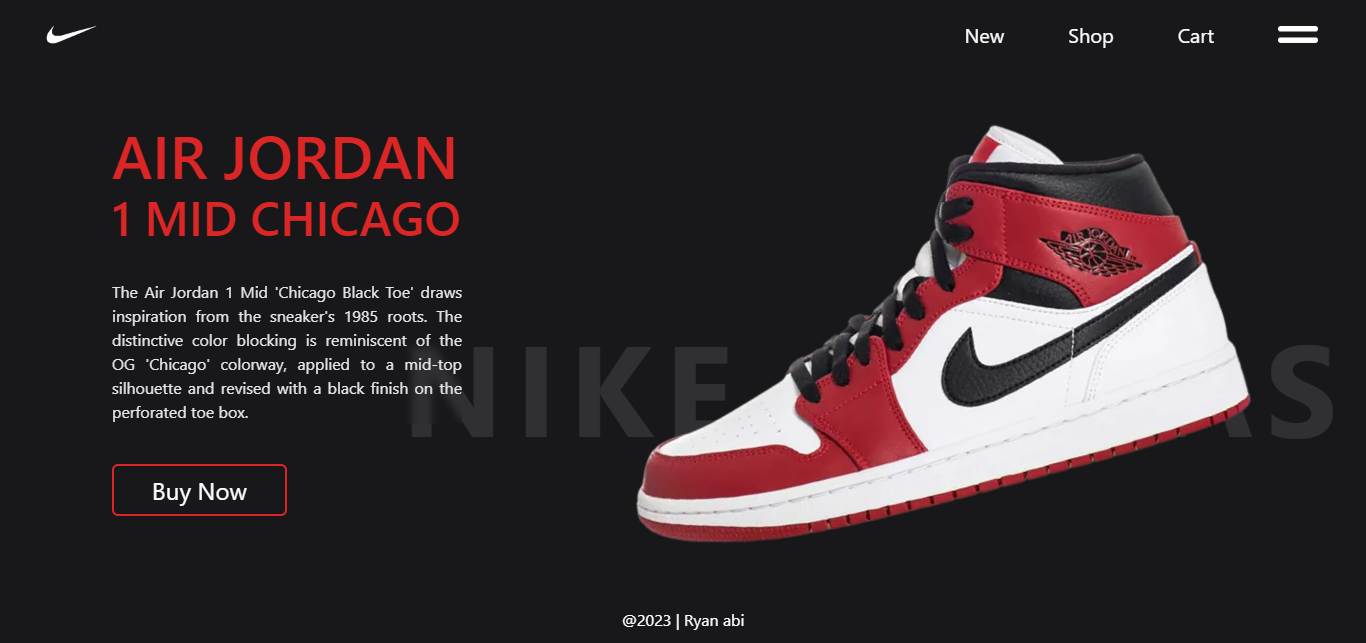 New Shop Cart
AIR JORDAN
1 MID CHICAGO
The Air Jordan 1 Mid 'Chicago Black Toe' draws
inspiration from the sneaker's 1985 roots. The
distinctive color blocking is reminiscent of the
OG 'Chicago' colorway, applied to a mid-top
silhouette and revised with a black finish on the
perforated toe box.
NIKE
Buy Now
AIR JORDAN
@2023 | Ryan abi